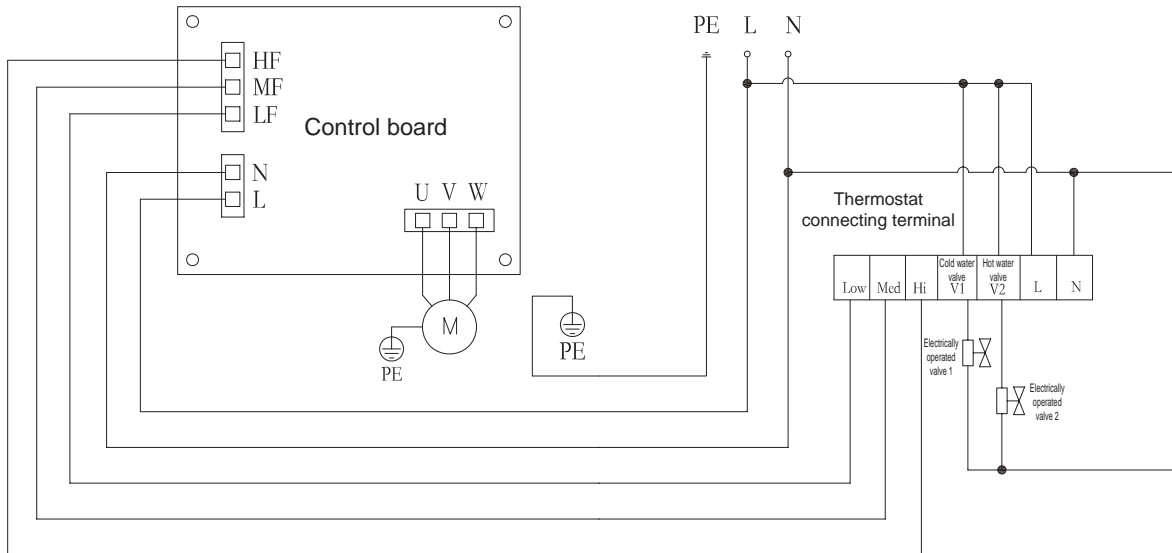 HF
MF
LF
Control board
N
L
U V W
M
PE
PE L N
PE
Thermostat
connecting terminal
Low
Med
Hi
Cold water
valve
V1
Hot water
valve
V2
L
N
Electrically
operated
valve 1
Electrically
operated
valve 2